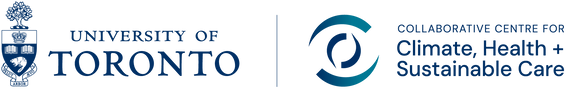 UNIVERSITY OF
TORONTO
COLLABORATIVE CENTRE FOR
Climate, Health +
Sustainable Care